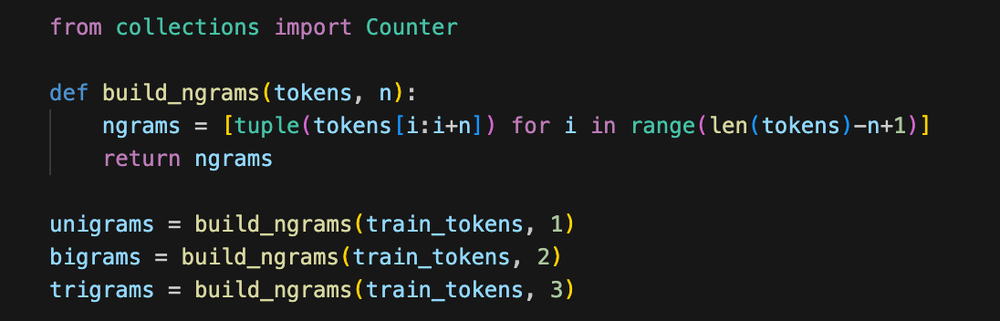 from collections import Counter
def build_ngrams(tokens, n):
    ngrams = [tuple(tokens[i:i+n]) for i in range(len(tokens)-n+1)]
    return ngrams
unigrams = build_ngrams(train_tokens, 1)
bigrams = build_ngrams(train_tokens, 2)
trigrams = build_ngrams(train_tokens, 3)